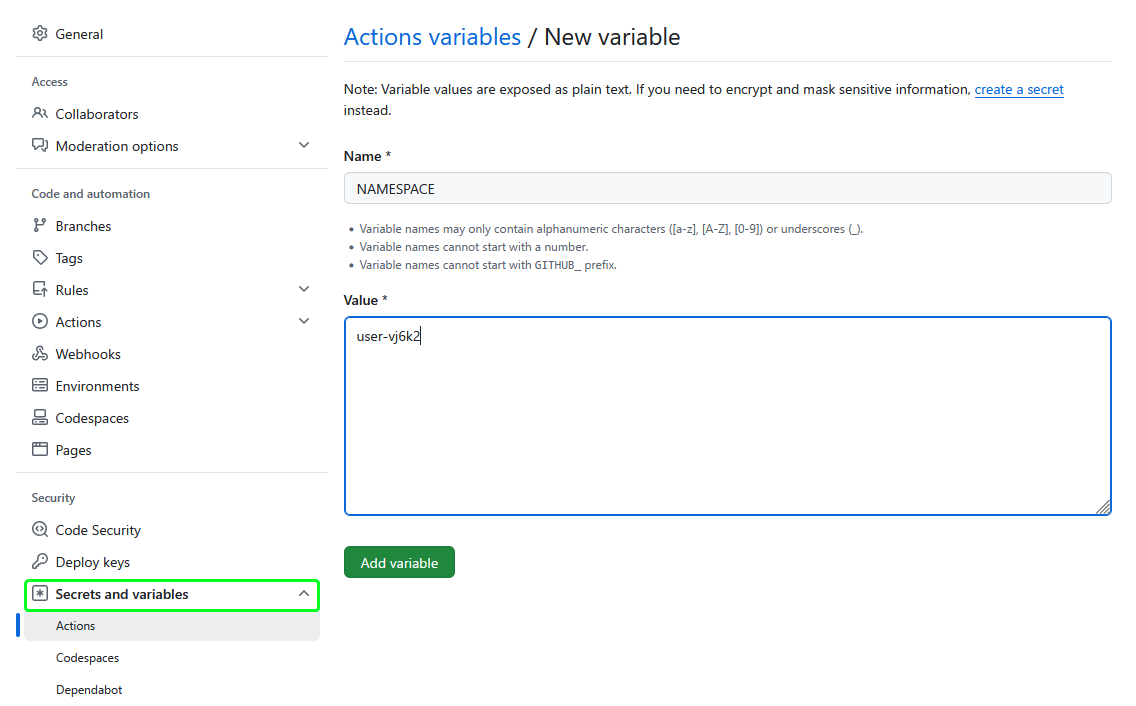 General
Access
Collaborators
Moderation options
Code and automation
Branches
Tags
Rules
Actions
Webhooks
Environments
Codespaces
Pages
Security
Code Security
Deploy keys
Secrets and variables
Actions
Codespaces
Dependabot
Actions variables / New variable
Note: Variable values are exposed as plain text. If you need to encrypt and mask sensitive information, create a secret
instead.
Name *
NAMESPACE
• Variable names may only contain alphanumeric characters ([a-z], [A-Z], [0-9]) or underscores (_).
• Variable names cannot start with a number.
• Variable names cannot start with GITHUB_ prefix.
Value *
user-vj6k2
Add variable